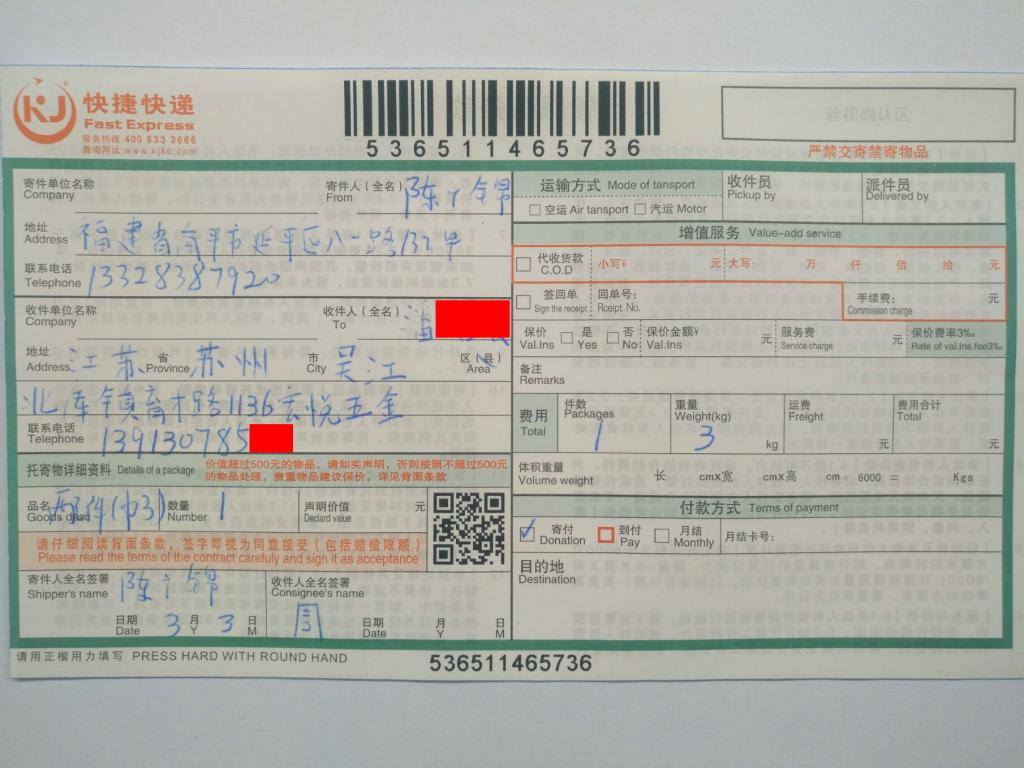 快捷快递
Fast Express
服务热线:400 833 3666
查询网址:www.kjkd.com
536511465736
验视确认区
严禁交寄禁寄物品
寄件单位名称 Company
寄件人(全名) From 陈
地址 Address 福建省南平市延平区八一路132号
联系电话 Telephone 13328387920
收件单位名称 Company
收件人(全名) To 潘
地址 Address 江苏 省 Province 苏州 市 City 吴江 区(县) Area
北厍镇育才路1136宏悦五金
联系电话 Telephone 139130785
托寄物详细资料 Details of a package 价值超过500元的物品，请如实声明，否则按照不超过500元的物品处理，贵重物品建议保价，详见背面条款
品名 Goods desc 配件(113) 数量 Number 1 声明价值 Declard value 元
请仔细阅读背面条款，签字即视为同意接受(包括赔偿限额)
Please read the terms of the contract carefuly and sign it as acceptance
寄件人全名签署 Shipper's name 陈
日期 Date 3 月 Y 3 日 M
收件人全名签署 Consignee's name 周
日期 Date 月 Y 日 M
运输方式 Mode of tansport
空运 Air tansport 汽运 Motor
收件员 Pickup by
派件员 Delivered by
增值服务 Value-add service
代收货款 C.O.D 小写¥ 元 大写: 万 仟 佰 拾 元
签回单 Sign the receipt 回单号: Rceipt No. 手续费: Commission charge 元
保价 Val.Ins 是 Yes 否 No 保价金额¥ Val.Ins 元 服务费 Service charge 元 保价费率3‰ Rate of val.Ins.fee3‰
备注 Remarks
费用 Total 件数 Packages 1 重量 Weight(kg) 3 kg 运费 Freight 元 费用合计 Total 元
体积重量 Volume weight 长 cmX宽 cmX高 cm÷ 6000 = Kgs
付款方式 Terms of payment
寄付 Donation 到付 Pay 月结 Monthly 月结卡号:
目的地 Destination
请用正楷用力填写 PRESS HARD WITH ROUND HAND
536511465736